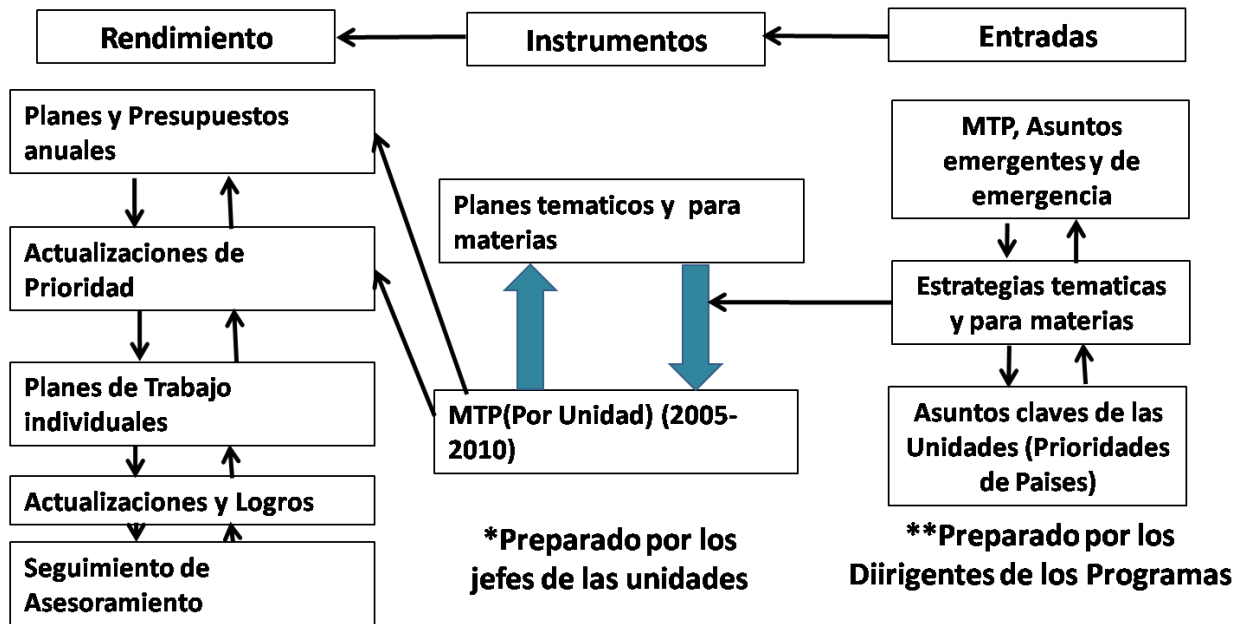 Rendimiento
Instrumentos
Entradas
Planes y Presupuestos
anuales
Actualizaciones de
Prioridad
Planes de Trabajo
individuales
Actualizaciones y Logros
Seguimiento de
Asesoramiento
Planes tematicos y para
materias
MTP(Por Unidad) (2005-
2010)
*Preparado por los
jefes de las unidades
MTP, Asuntos
emergentes y de
emergencia
Estrategias tematicas
y para materias
Asuntos claves de las
Unidades (Prioridades
de Paises)
**Preparado por los
Diirigentes de los Programas